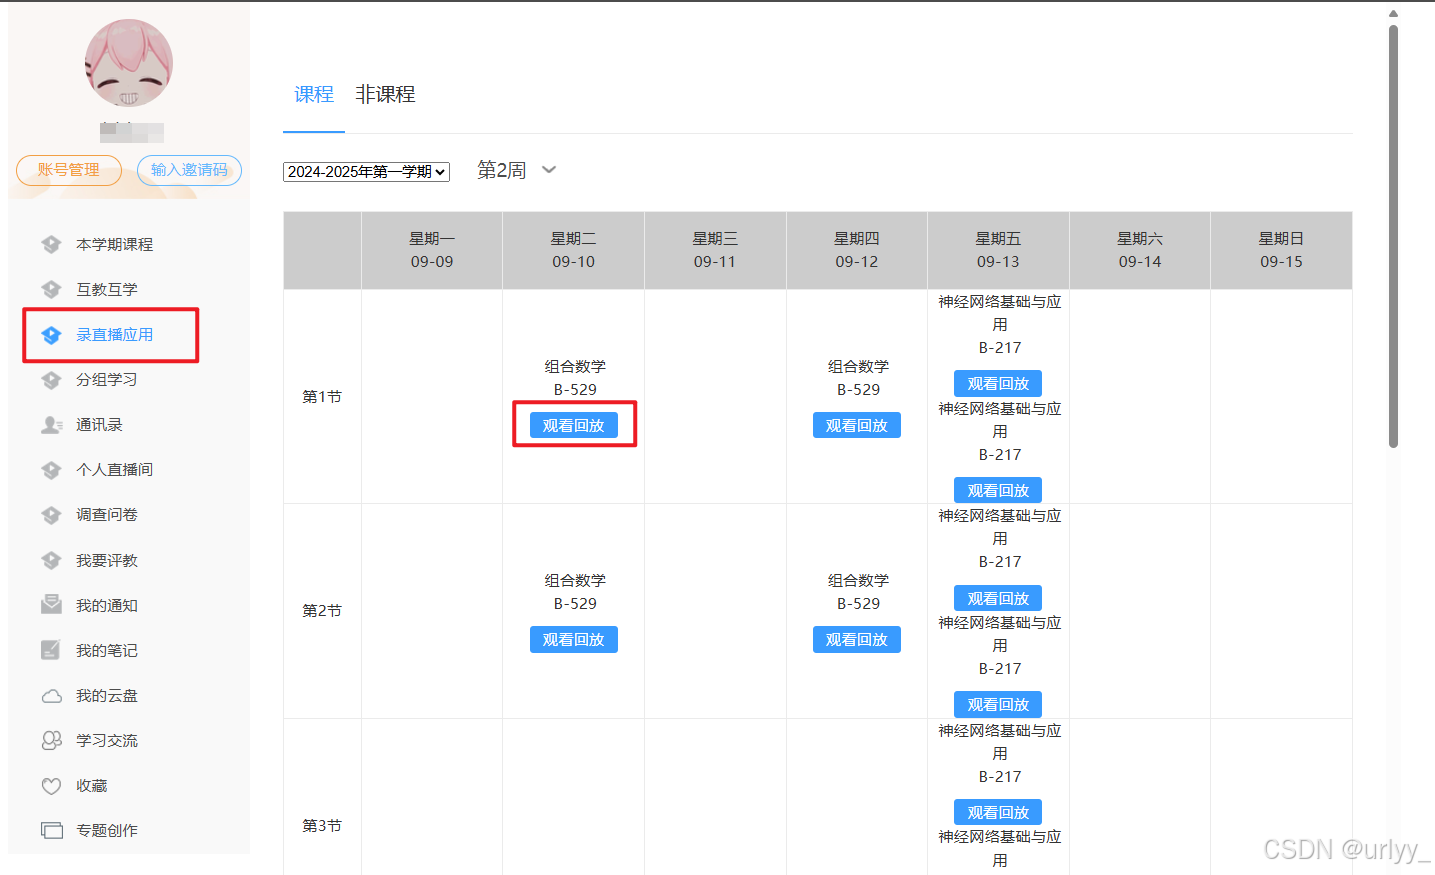 账号管理
输入邀请码
本学期课程
互教互学
录直播应用
分组学习
通讯录
个人直播间
调查问卷
我要评教
我的通知
我的笔记
我的云盘
学习交流
收藏
专题创作
课程 非课程
2024-2025年第一学期 第2周
星期一 星期二 星期三 星期四 星期五 星期六 星期日
09-09 09-10 09-11 09-12 09-13 09-14 09-15
第1节
组合数学
B-529
观看回放
组合数学
B-529
观看回放
神经网络基础与应
用
B-217
观看回放
神经网络基础与应
用
B-217
观看回放
第2节
组合数学
B-529
观看回放
组合数学
B-529
观看回放
神经网络基础与应
用
B-217
观看回放
神经网络基础与应
用
B-217
观看回放
第3节
神经网络基础与应
用
B-217
观看回放
神经网络基础与应
用
CSDN @urlyy_